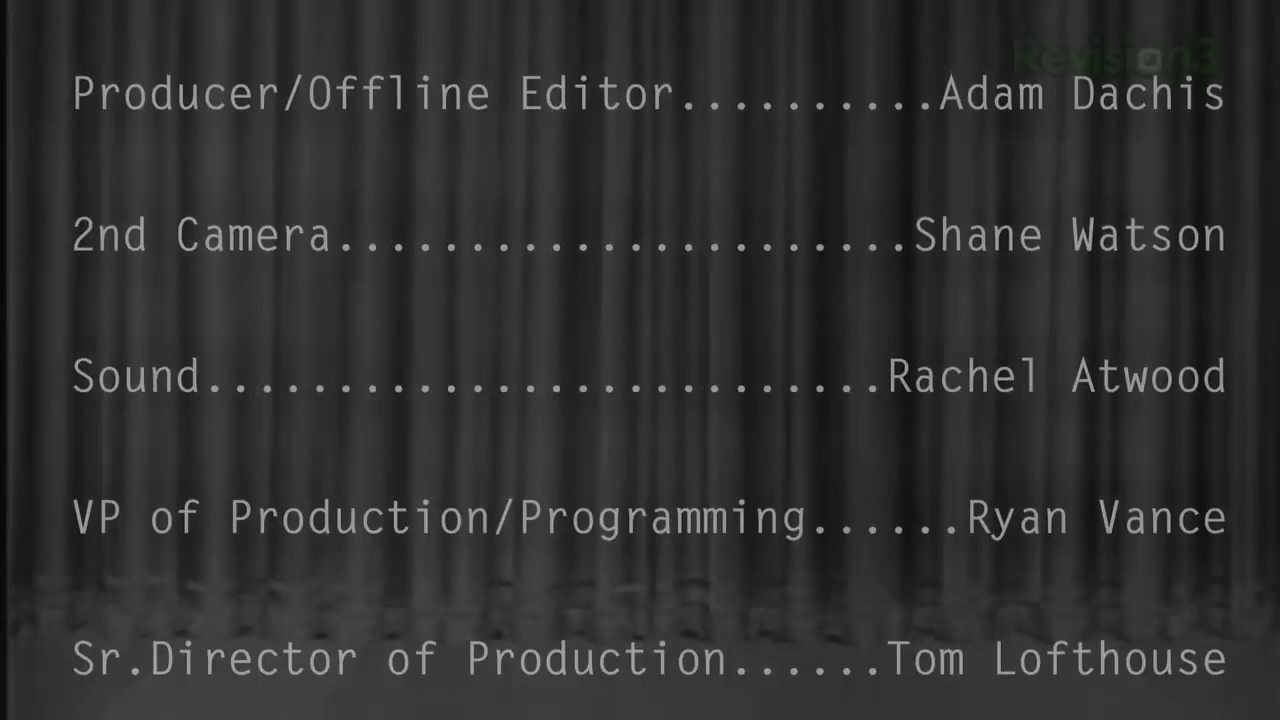 Revision3
Producer/Offline Editor..........Adam Dachis
2nd Camera......................Shane Watson
Sound..........................Rachel Atwood
VP of Production/Programming......Ryan Vance
Sr.Director of Production......Tom Lofthouse